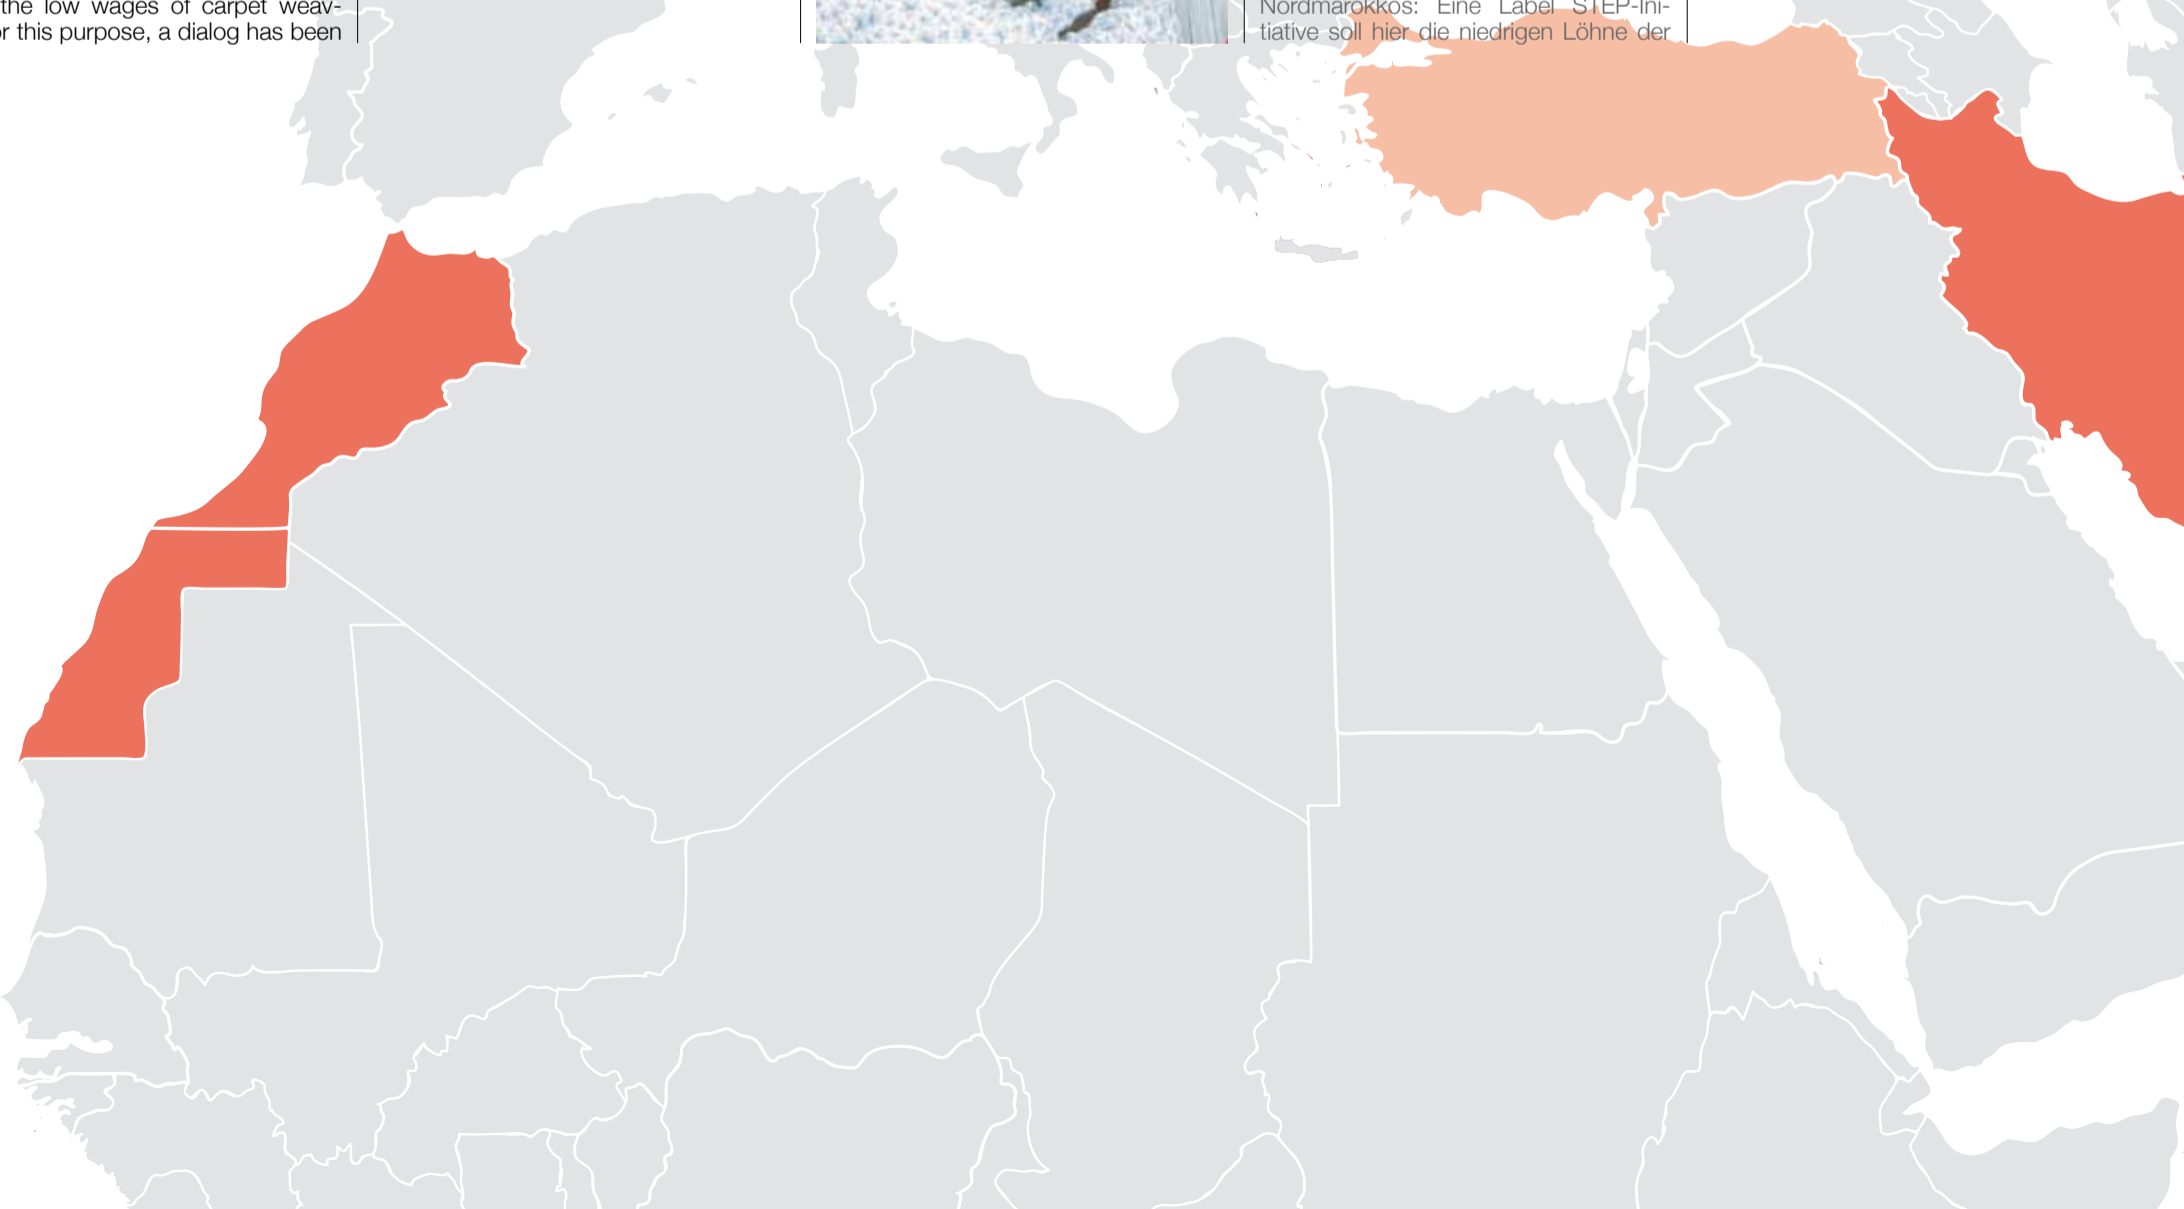 the low wages of carpet weav-
r this purpose, a dialog has been
Nordmarokkos: Eine Label STEP-Ini-
tiative soll hier die niedrigen Löhne der